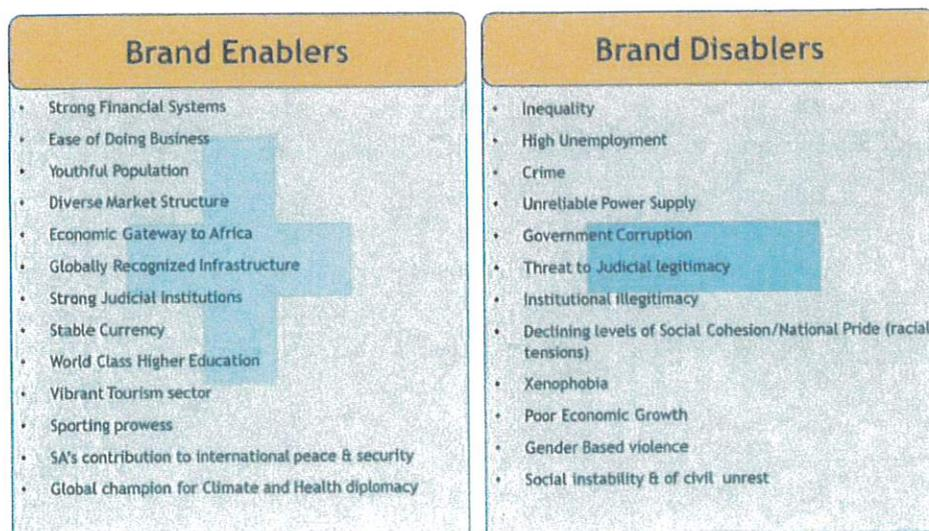 Brand Enablers
• Strong Financial Systems
• Ease of Doing Business
• Youthful Population
• Diverse Market Structure
• Economic Gateway to Africa
• Globally Recognized Infrastructure
• Strong Judicial Institutions
• Stable Currency
• World Class Higher Education
• Vibrant Tourism sector
• Sporting prowess
• SA's contribution to international peace & security
• Global champion for Climate and Health diplomacy
Brand Disablers
• Inequality
• High Unemployment
• Crime
• Unreliable Power Supply
• Government Corruption
• Threat to Judicial legitimacy
• Institutional illegitimacy
• Declining levels of Social Cohesion/National Pride (racial
tensions)
• Xenophobia
• Poor Economic Growth
• Gender Based violence
• Social instability & of civil unrest